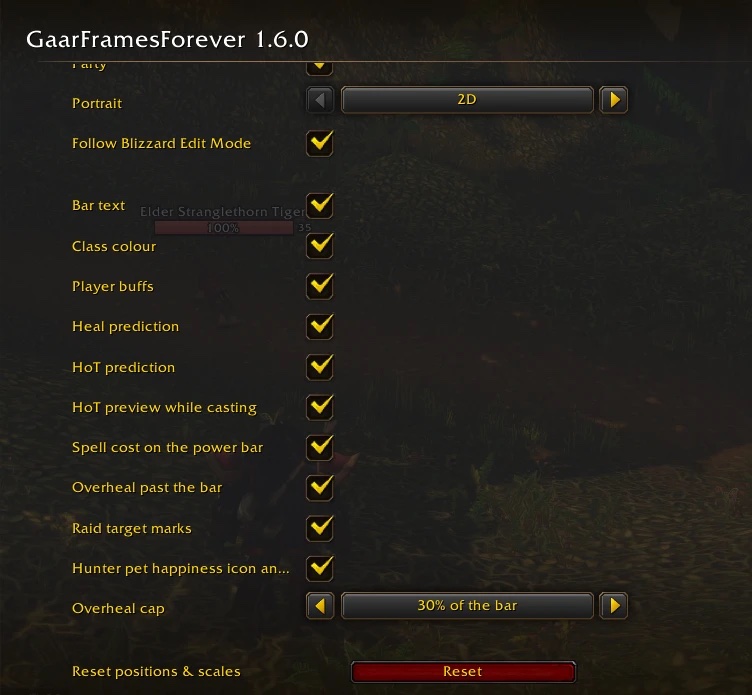 GaarFramesForever 1.6.0
Party
Portrait
2D
Follow Blizzard Edit Mode
Bar text
Elder Stranglethorn Tiger
100% 35
Class colour
Player buffs
Heal prediction
HoT prediction
HoT preview while casting
Spell cost on the power bar
Overheal past the bar
Raid target marks
Hunter pet happiness icon an...
Overheal cap
30% of the bar
Reset positions & scales
Reset